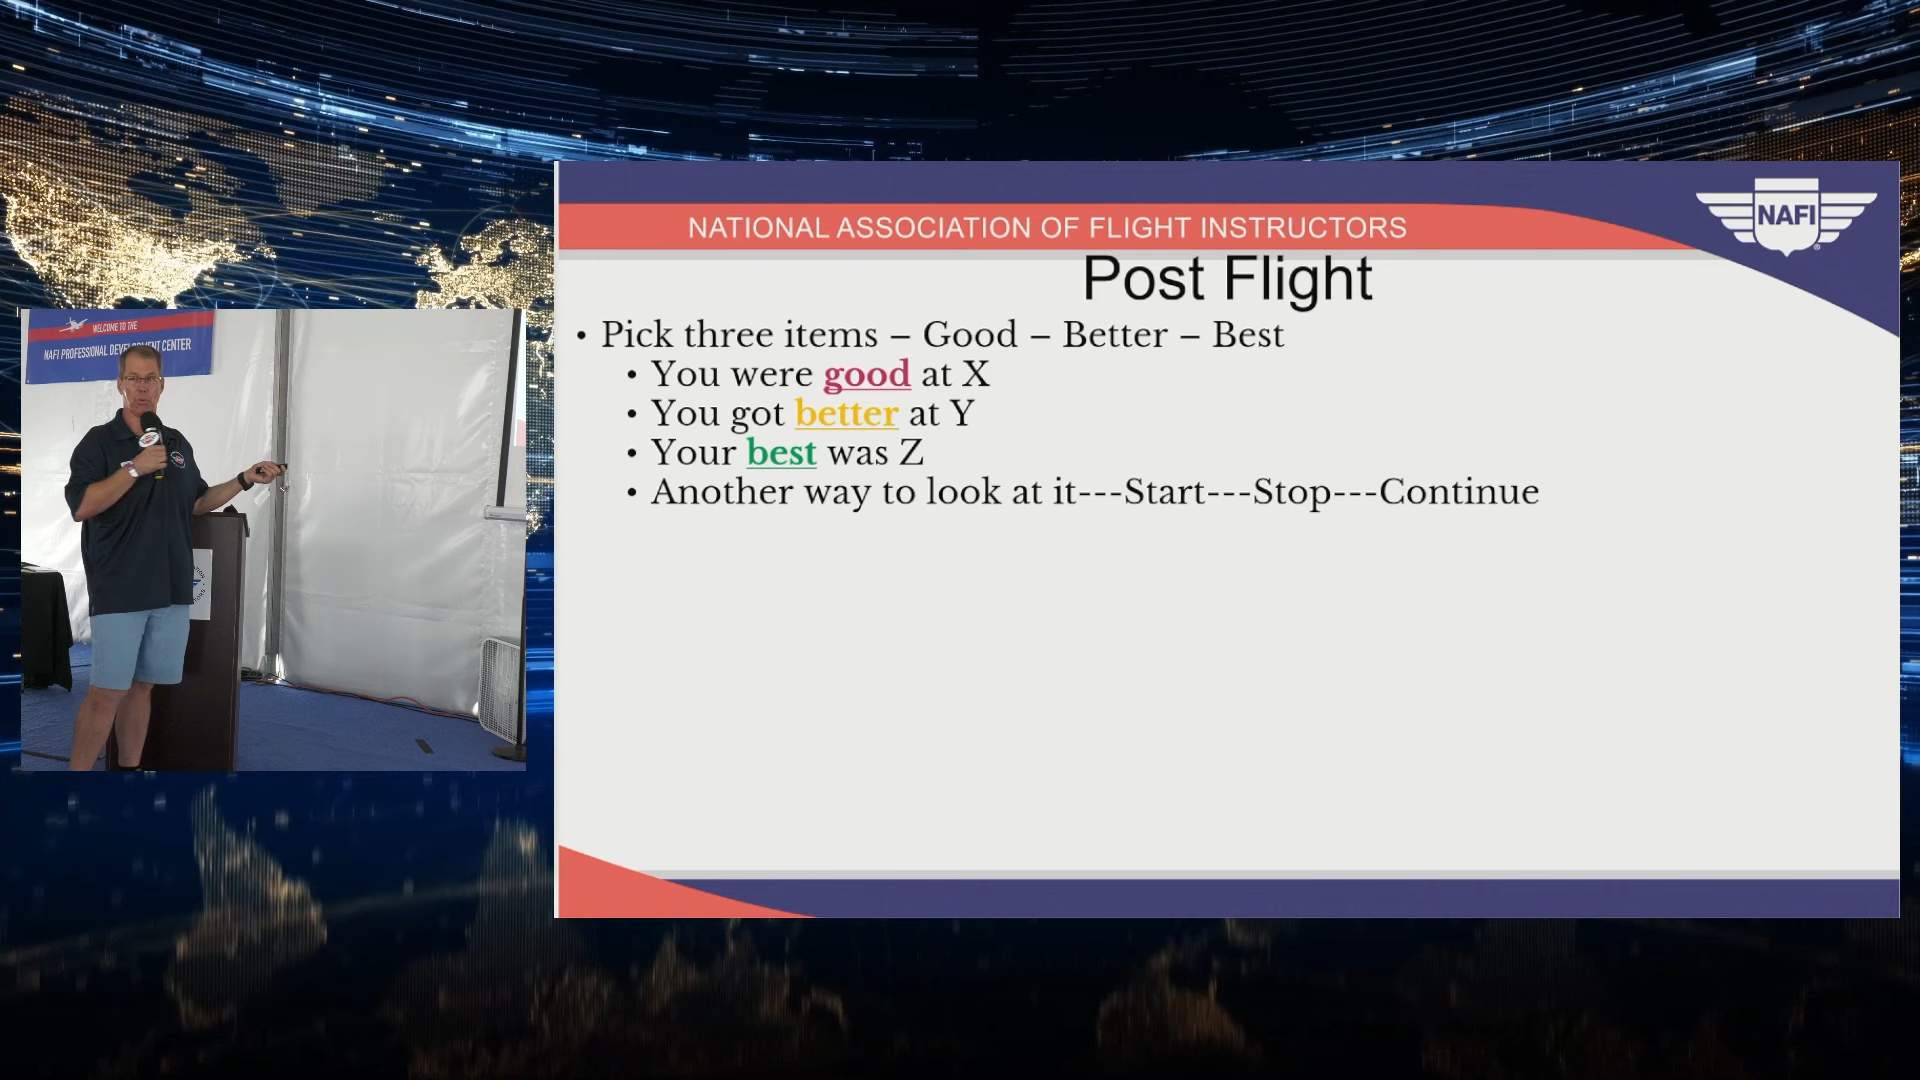 WELCOME TO THE
NAFI PROFESSIONAL DEVELOPMENT CENTER
NATIONAL ASSOCIATION OF FLIGHT INSTRUCTORS
NAFI
Post Flight
• Pick three items – Good – Better – Best
• You were good at X
• You got better at Y
• Your best was Z
• Another way to look at it---Start---Stop---Continue